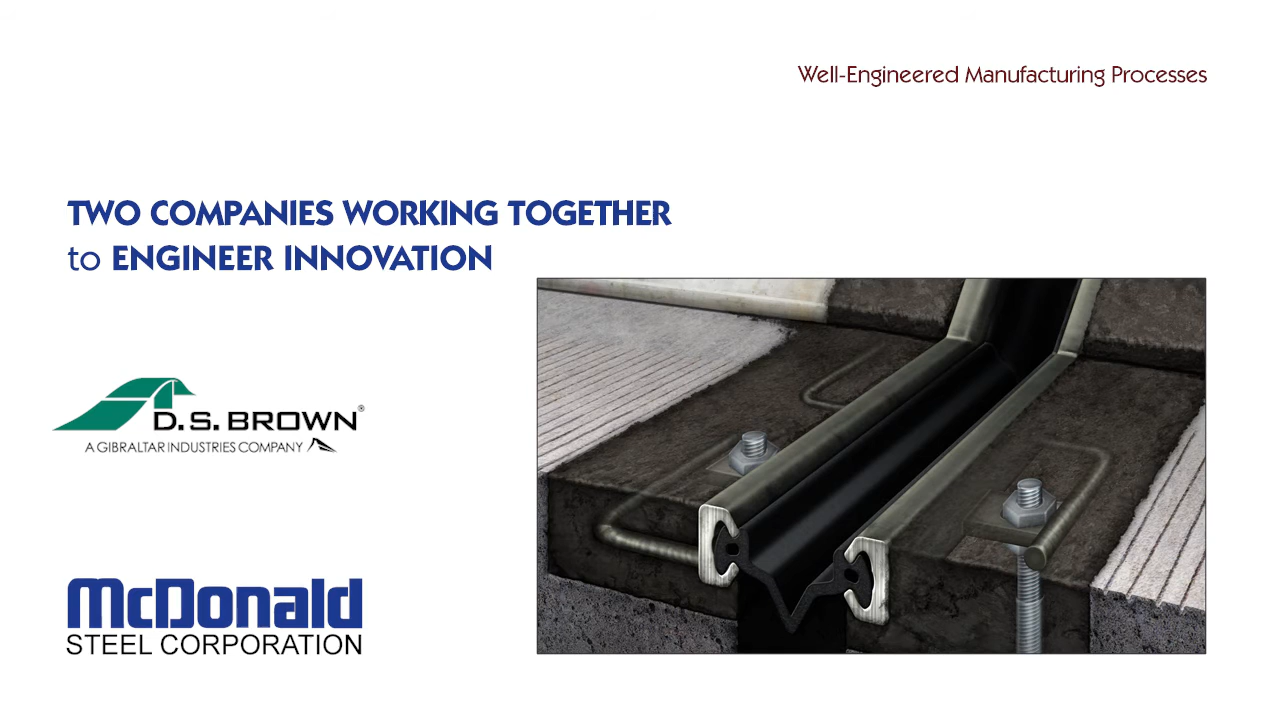 Well-Engineered Manufacturing Processes
TWO COMPANIES WORKING TOGETHER
to ENGINEER INNOVATION
D.S. BROWN®
A GIBRALTAR INDUSTRIES COMPANY
McDonald
STEEL CORPORATION